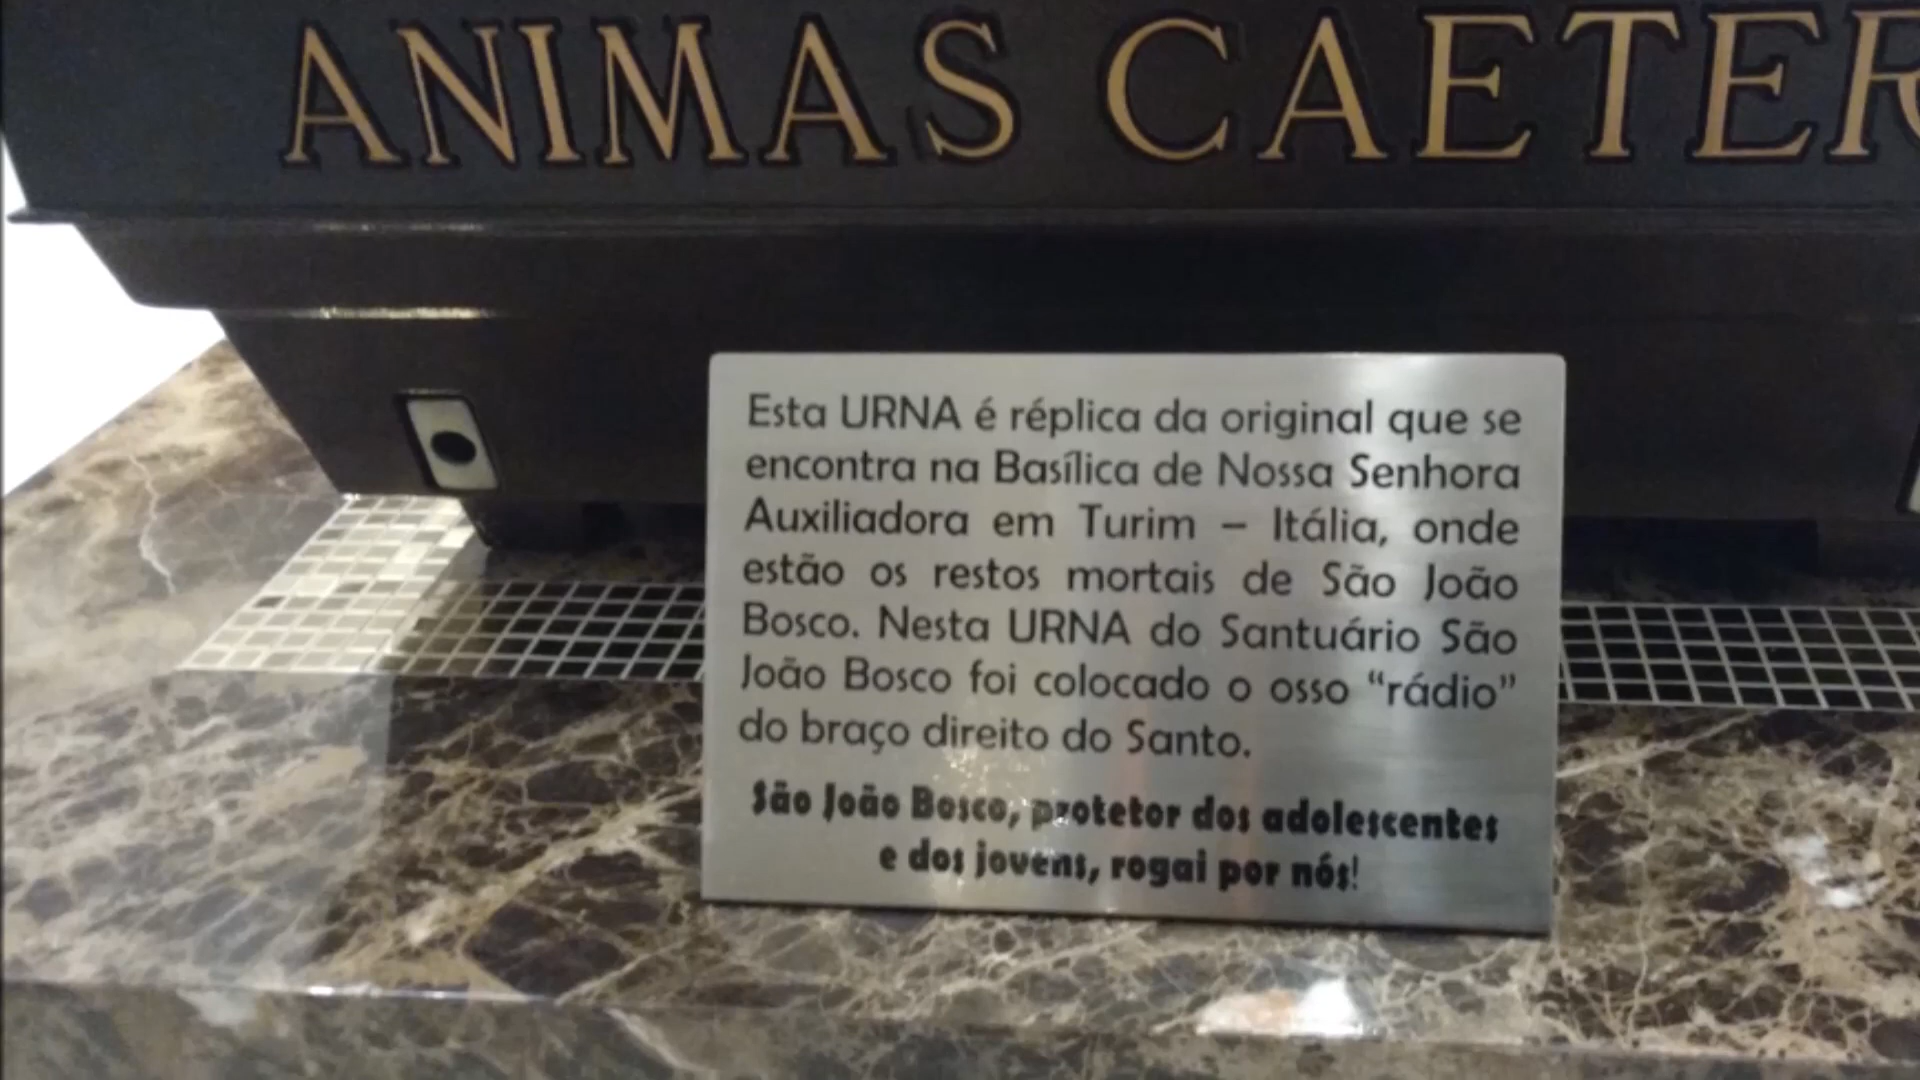 ANIMAS CAETER
Esta URNA é réplica da original que se
encontra na Basílica de Nossa Senhora
Auxiliadora em Turim – Itália, onde
estão os restos mortais de São João
Bosco. Nesta URNA do Santuário São
João Bosco foi colocado o osso “rádio”
do braço direito do Santo.
São João Bosco, protetor dos adolescentes
e dos jovens, rogai por nós!